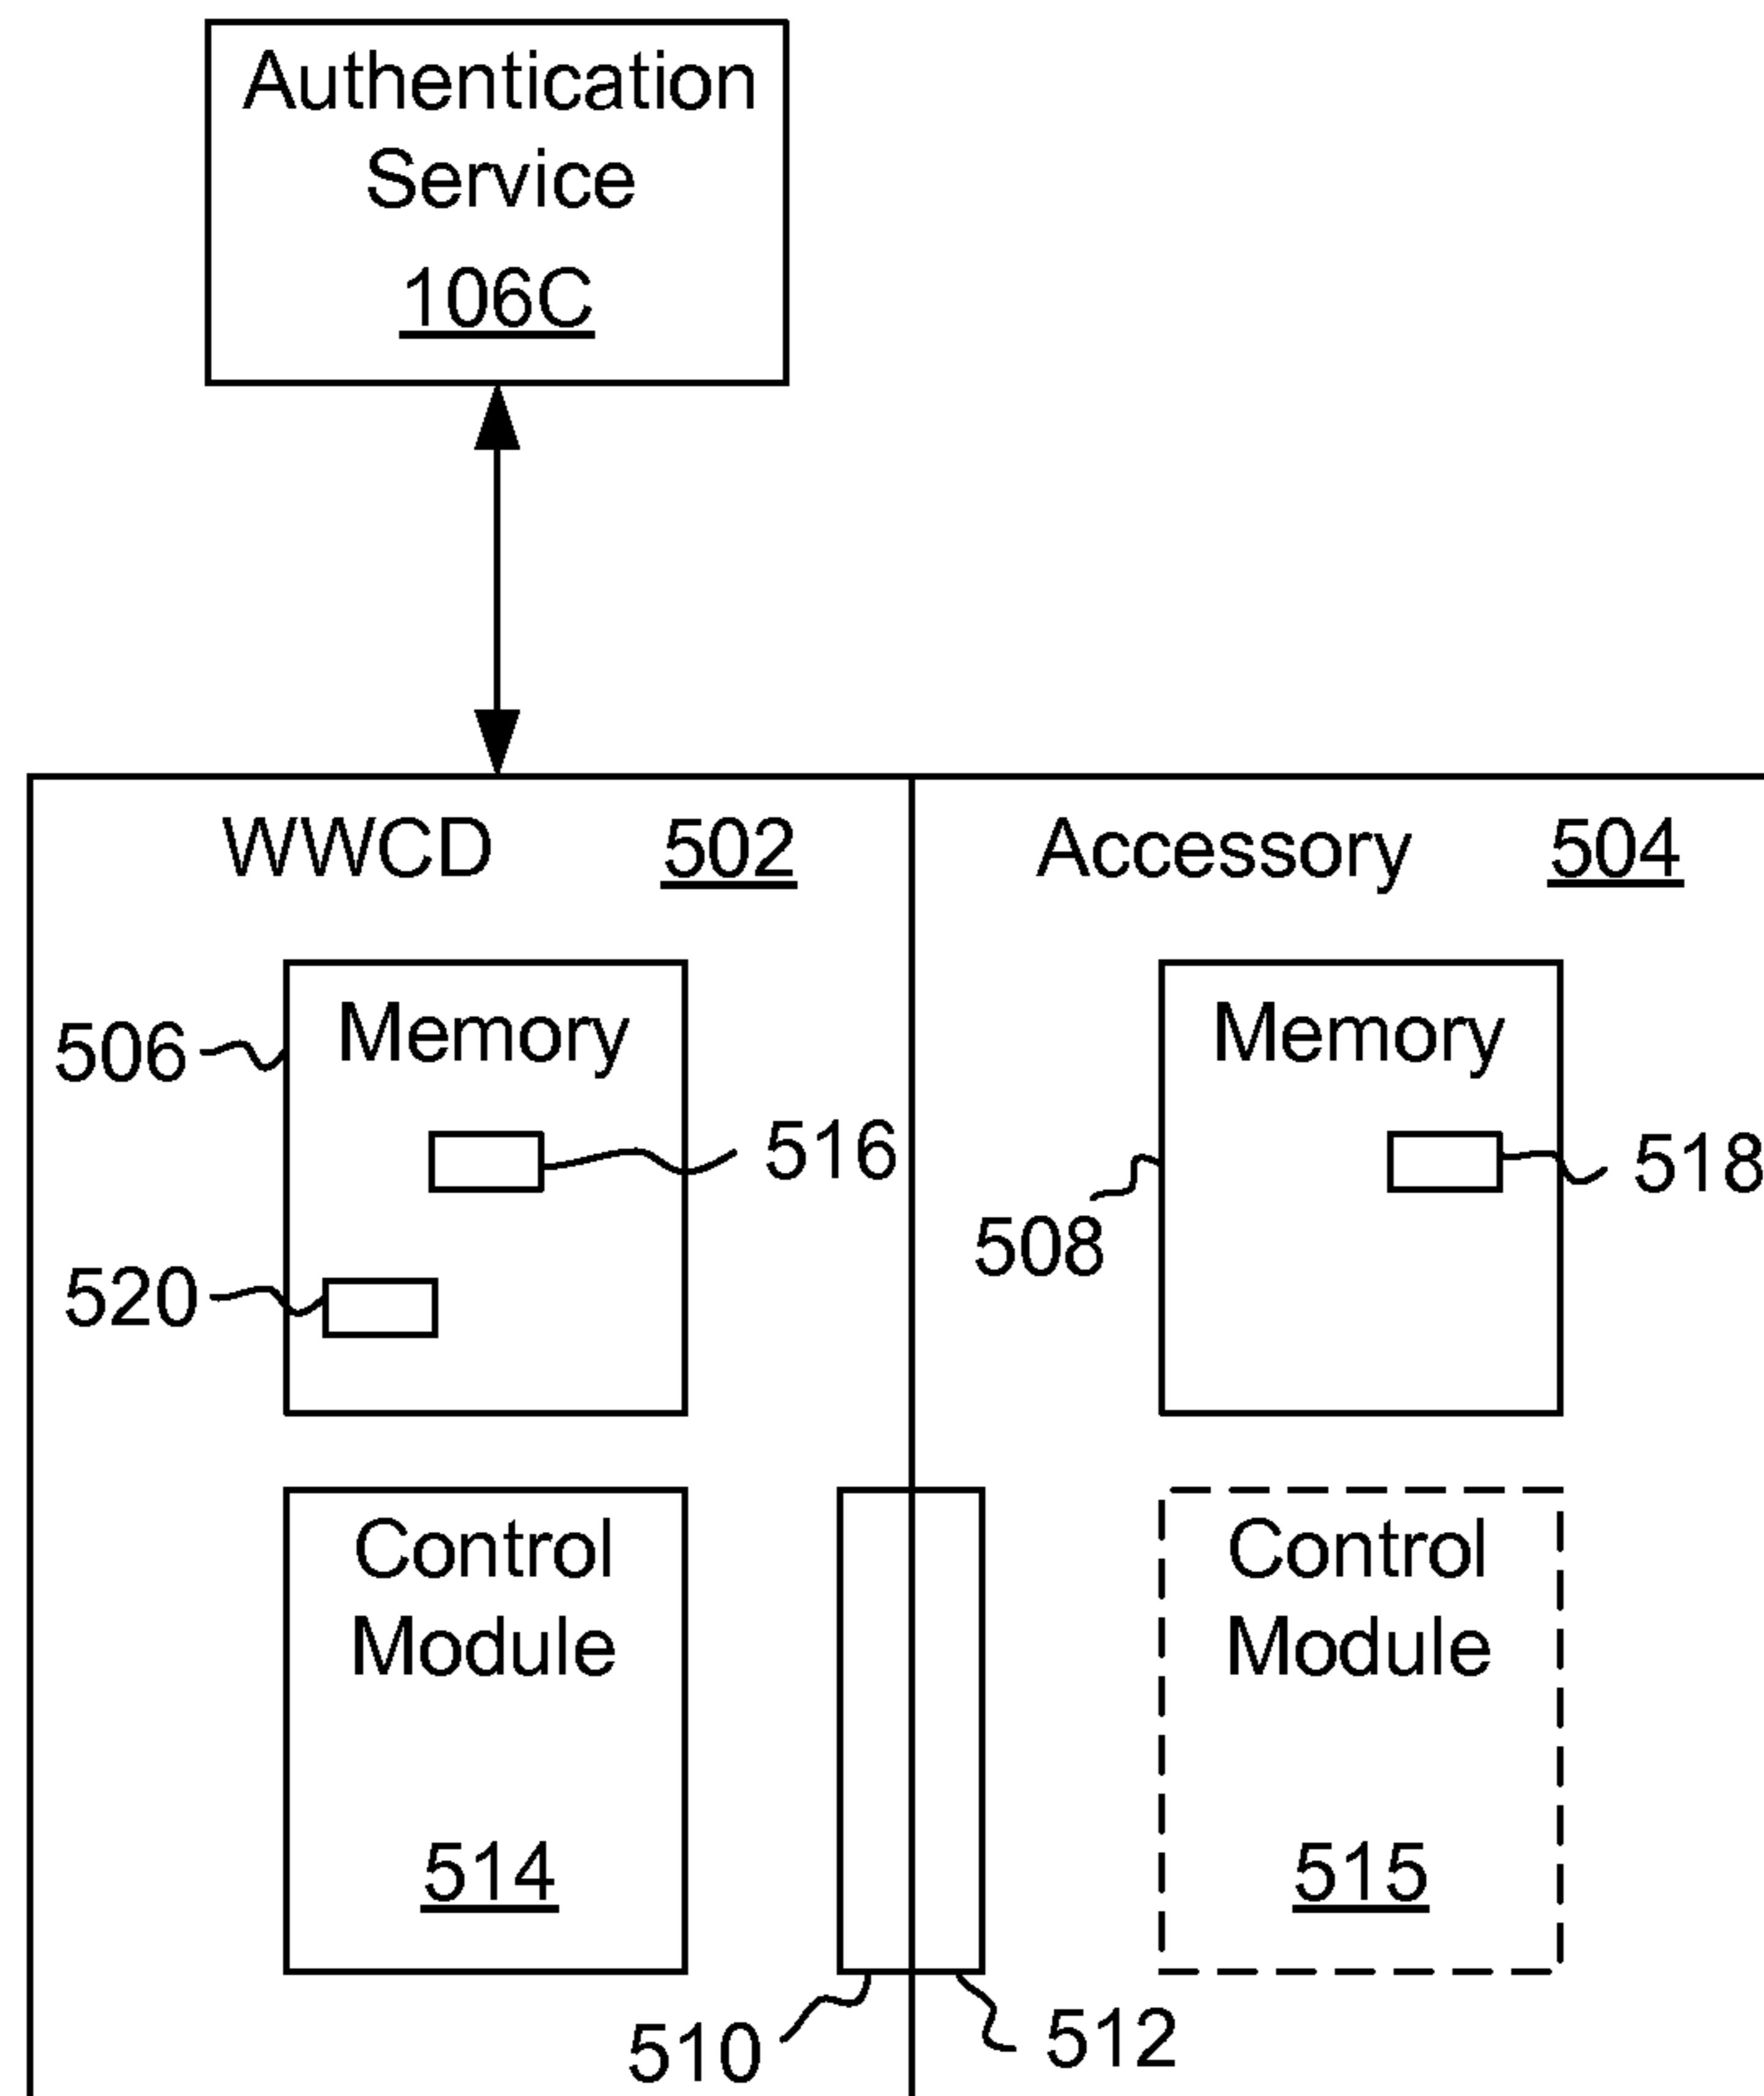 Authentication
Service
106C
WWCD 502
Accessory 504
506
Memory
516
520
Memory
518
508
Control
Module
514
Control
Module
515
510
512